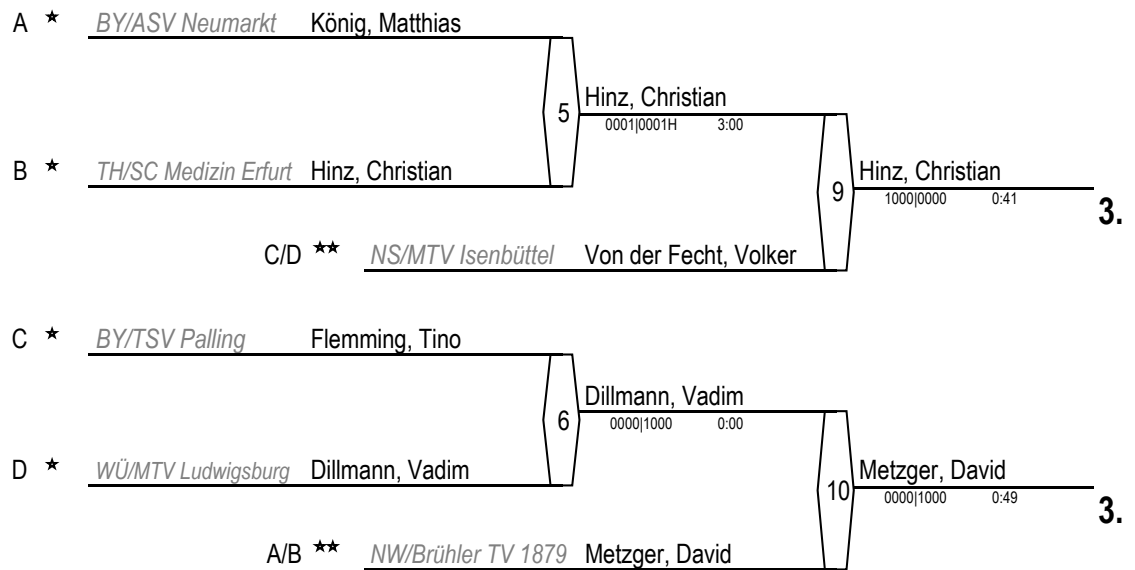 A ★ BY/ASV Neumarkt König, Matthias
5 Hinz, Christian
0001|0001H 3:00
B ★ TH/SC Medizin Erfurt Hinz, Christian
9 Hinz, Christian
1000|0000 0:41
3.
C/D ★★ NS/MTV Isenbüttel Von der Fecht, Volker
C ★ BY/TSV Palling Flemming, Tino
6 Dillmann, Vadim
0000|1000 0:00
D ★ WÜ/MTV Ludwigsburg Dillmann, Vadim
10 Metzger, David
0000|1000 0:49
3.
A/B ★★ NW/Brühler TV 1879 Metzger, David